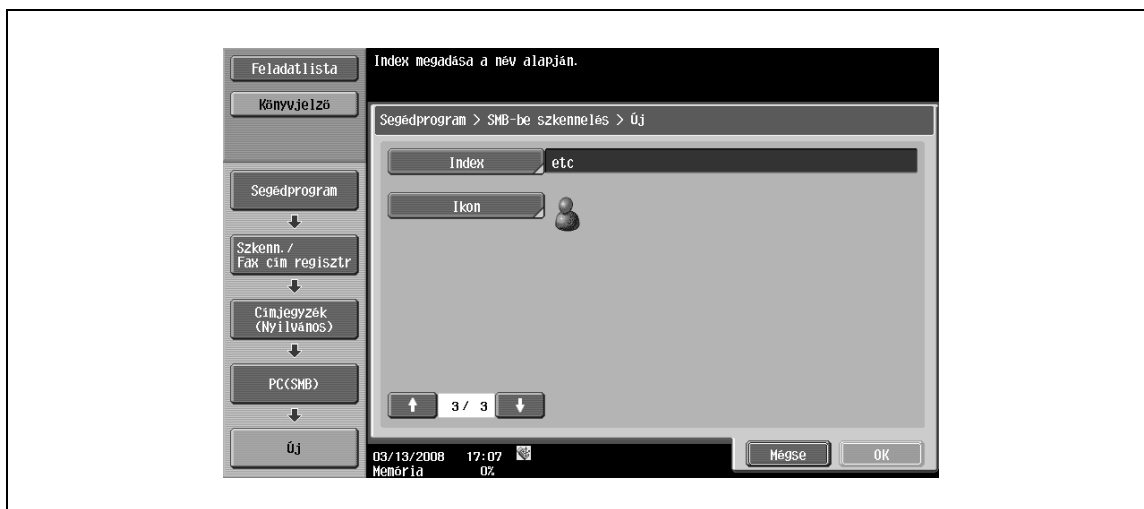 Feladatlista
Könyvjelző
Index megadása a név alapján.
Segédprogram > SMB-be szkennelés > Új
Index
etc
Ikon
Segédprogram
Szkenn./
Fax cím regisztr
Címjegyzék
(Nyilvános)
PC(SMB)
Új
3/ 3
03/13/2008 17:07
Memória 0%
Mégse
OK